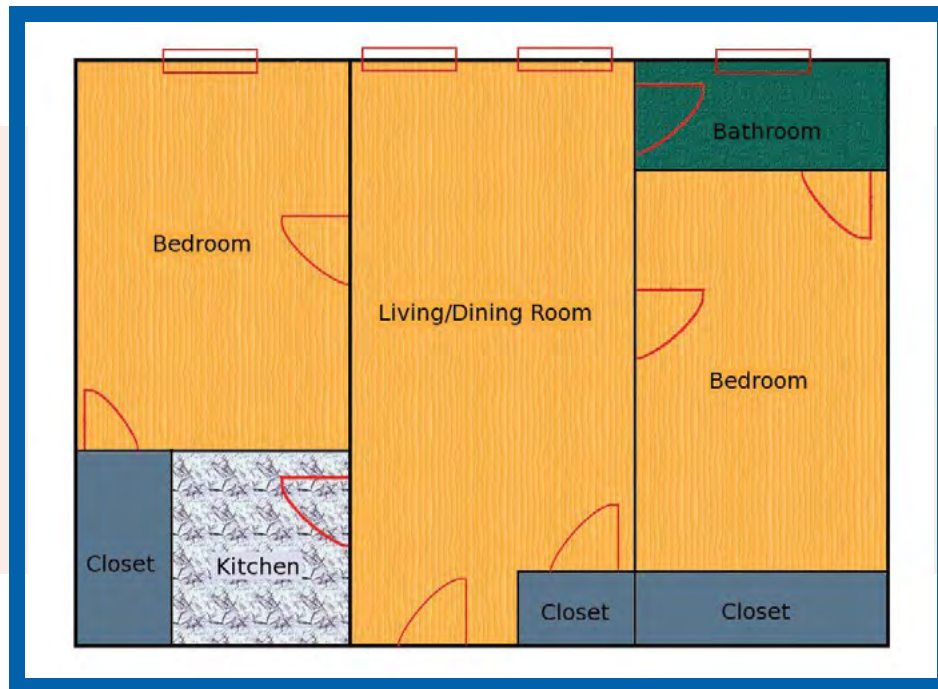 Bathroom
Bedroom
Living/Dining Room
Bedroom
Closet
Kitchen
Closet
Closet